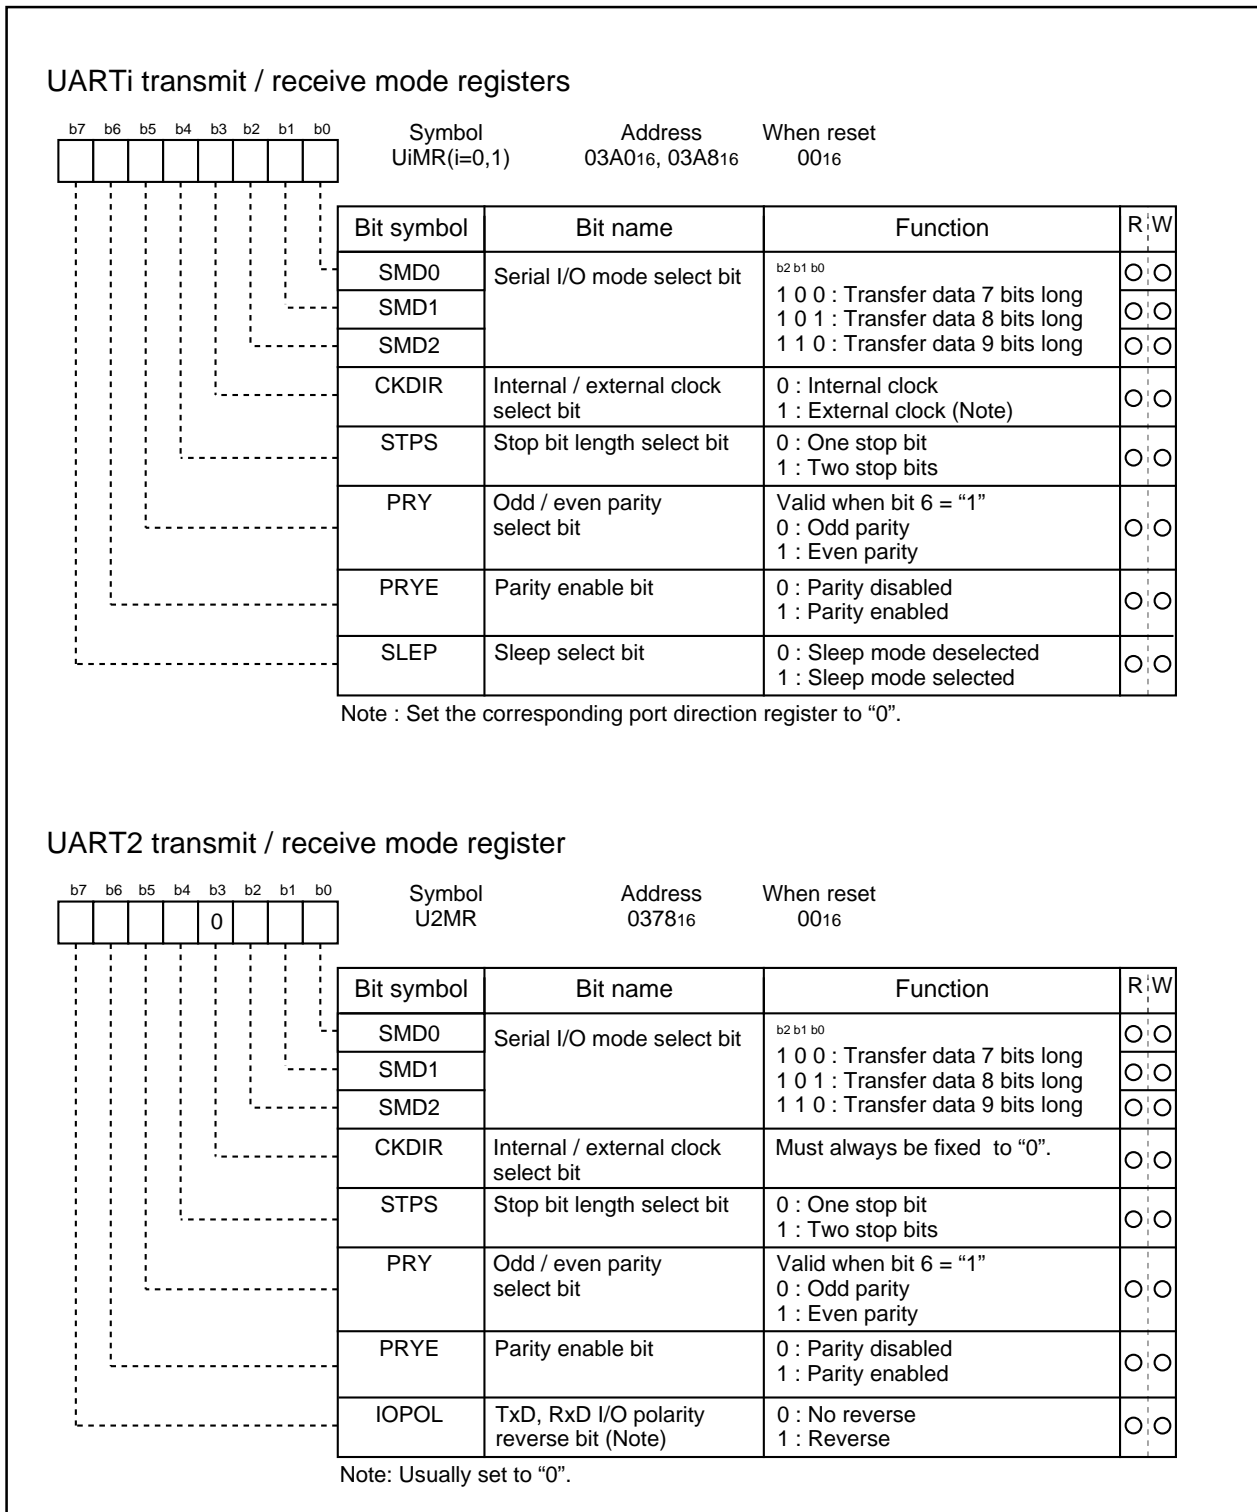 UARTi transmit / receive mode registers
b7 b6 b5 b4 b3 b2 b1 b0
Symbol Address When reset
UiMR(i=0,1) 03A016, 03A816 0016
Bit symbol Bit name Function R W
SMD0 Serial I/O mode select bit b2 b1 b0
1 0 0 : Transfer data 7 bits long
SMD1
1 0 1 : Transfer data 8 bits long
SMD2 1 1 0 : Transfer data 9 bits long
CKDIR Internal / external clock 0 : Internal clock
select bit 1 : External clock (Note)
STPS Stop bit length select bit 0 : One stop bit
1 : Two stop bits
PRY Odd / even parity Valid when bit 6 = “1”
select bit 0 : Odd parity
1 : Even parity
PRYE Parity enable bit 0 : Parity disabled
1 : Parity enabled
SLEP Sleep select bit 0 : Sleep mode deselected
1 : Sleep mode selected
Note : Set the corresponding port direction register to “0”.
UART2 transmit / receive mode register
b7 b6 b5 b4 b3 b2 b1 b0
Symbol Address When reset
0 U2MR 037816 0016
Bit symbol Bit name Function R W
SMD0 Serial I/O mode select bit b2 b1 b0
1 0 0 : Transfer data 7 bits long
SMD1
1 0 1 : Transfer data 8 bits long
SMD2 1 1 0 : Transfer data 9 bits long
CKDIR Internal / external clock Must always be fixed to “0”.
select bit
STPS Stop bit length select bit 0 : One stop bit
1 : Two stop bits
PRY Odd / even parity Valid when bit 6 = “1”
select bit 0 : Odd parity
1 : Even parity
PRYE Parity enable bit 0 : Parity disabled
1 : Parity enabled
IOPOL TxD, RxD I/O polarity 0 : No reverse
reverse bit (Note) 1 : Reverse
Note: Usually set to “0”.